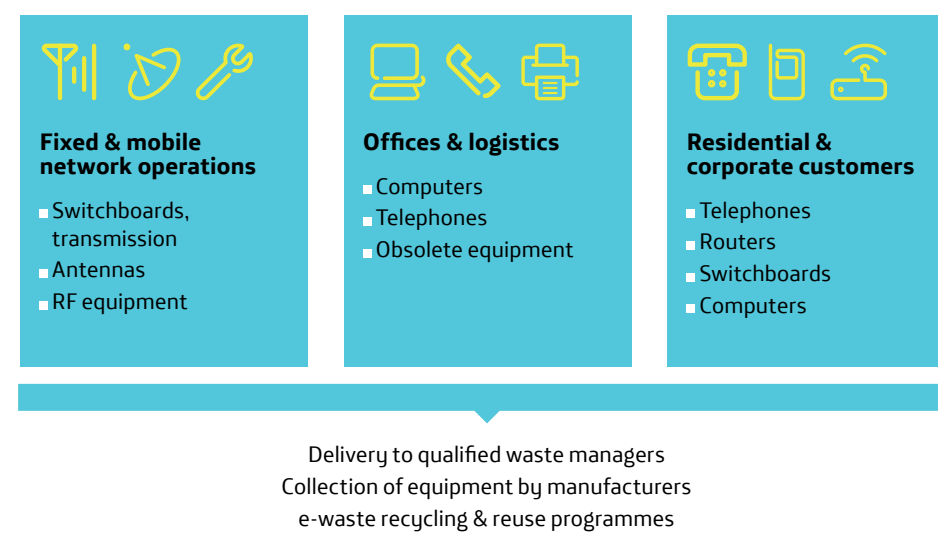 Fixed & mobile
network operations
Switchboards,
transmission
Antennas
RF equipment
Offices & logistics
Computers
Telephones
Obsolete equipment
Residential &
corporate customers
Telephones
Routers
Switchboards
Computers
Delivery to qualified waste managers
Collection of equipment by manufacturers
e-waste recycling & reuse programmes